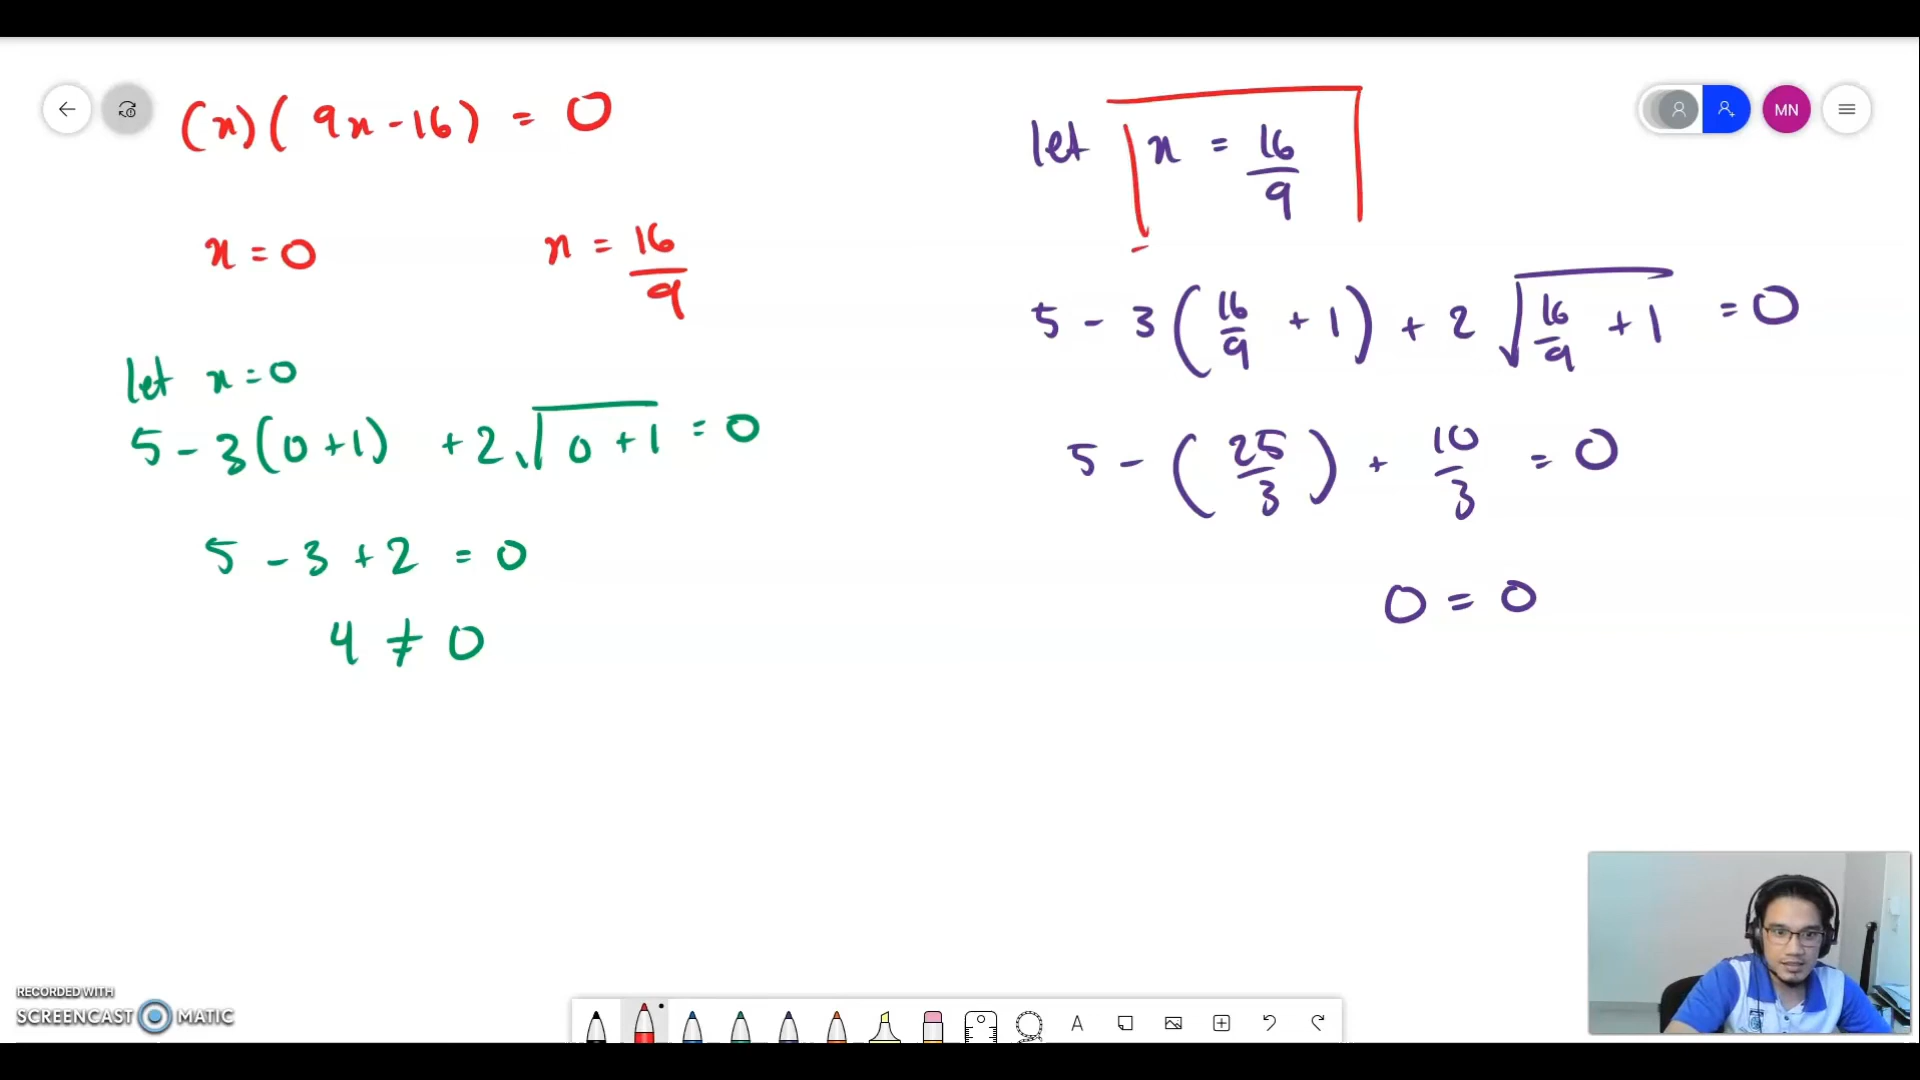 (x)(9x-16) = 0
x = 0
x = 16/9
let x = 0
5 - 3(0+1) + 2√(0+1) = 0
5 - 3 + 2 = 0
4 ≠ 0
let x = 16/9
5 - 3(16/9 + 1) + 2√(16/9 + 1) = 0
5 - (25/3) + 10/3 = 0
0 = 0
MN
RECORDED WITH
SCREENCAST MATIC
A